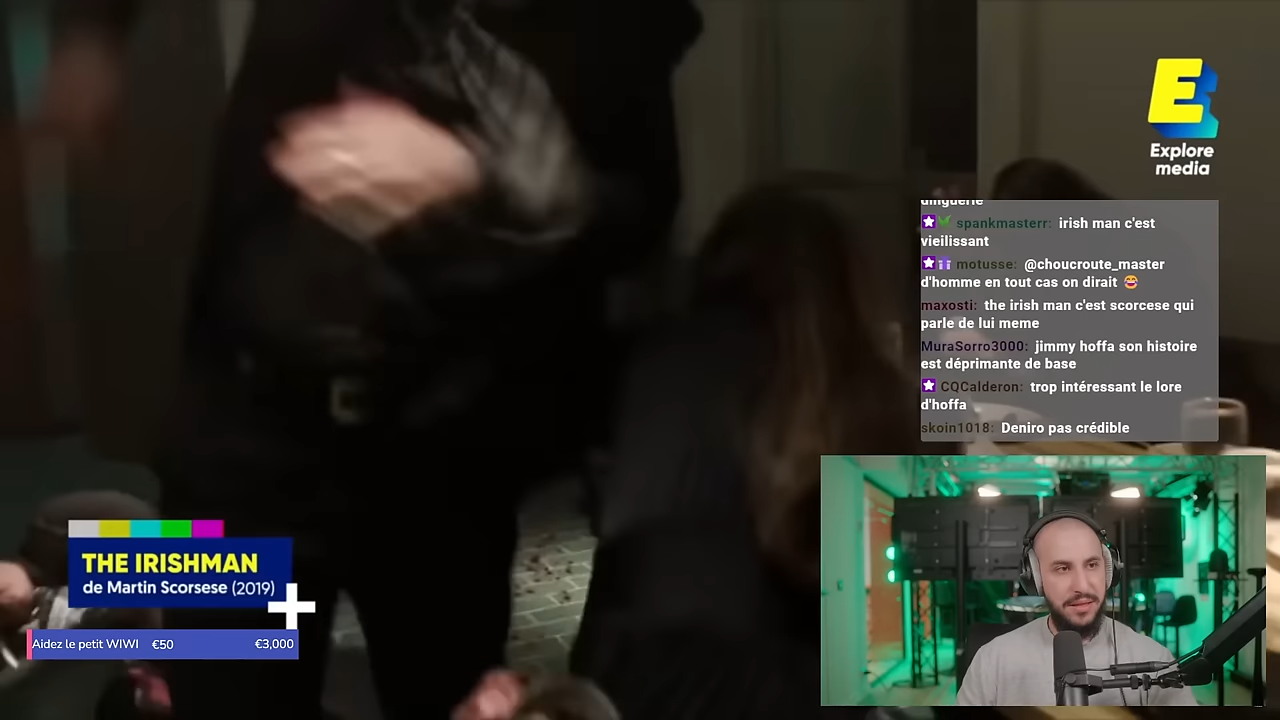 E
Explore
media
dinguerie
spankmasterr: irish man c'est
vieilissant
motusse: @choucroute_master
d'homme en tout cas on dirait 😂
maxosti: the irish man c'est scorcese qui
parle de lui meme
MuraSorro3000: jimmy hoffa son histoire
est déprimante de base
CQCalderon: trop intéressant le lore
d'hoffa
skoin1018: Deniro pas crédible
THE IRISHMAN
de Martin Scorsese (2019)
Aidez le petit WIWI €50 €3,000